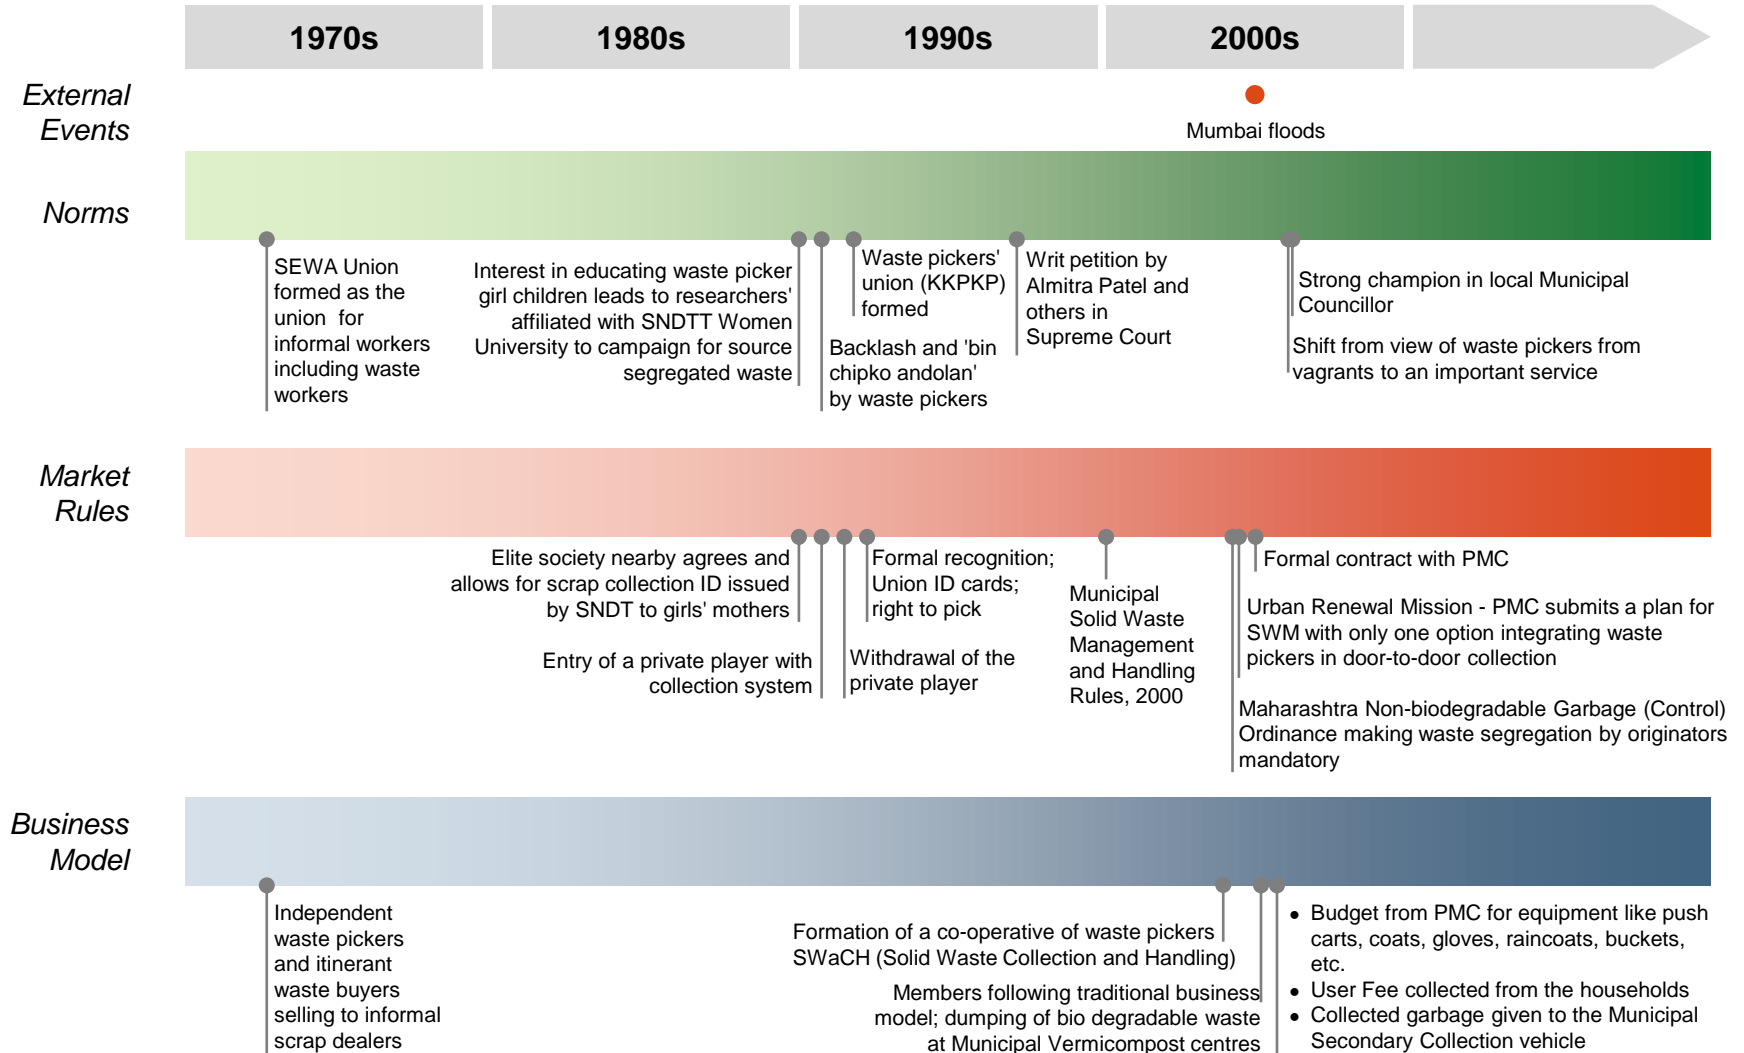 1970s
1980s
1990s
2000s
External
Events
Mumbai floods
Norms
SEWA Union
formed as the
union for
informal workers
including waste
workers
Interest in educating waste picker
girl children leads to researchers'
affiliated with SNDTT Women
University to campaign for source
segregated waste
Waste pickers'
union (KKPKP)
formed
Backlash and 'bin
chipko andolan'
by waste pickers
Writ petition by
Almitra Patel and
others in
Supreme Court
Strong champion in local Municipal
Councillor
Shift from view of waste pickers from
vagrants to an important service
Market
Rules
Elite society nearby agrees and
allows for scrap collection ID issued
by SNDT to girls' mothers
Entry of a private player with
collection system
Formal recognition;
Union ID cards;
right to pick
Withdrawal of the
private player
Municipal
Solid Waste
Management
and Handling
Rules, 2000
Formal contract with PMC
Urban Renewal Mission - PMC submits a plan for
SWM with only one option integrating waste
pickers in door-to-door collection
Maharashtra Non-biodegradable Garbage (Control)
Ordinance making waste segregation by originators
mandatory
Business
Model
Independent
waste pickers
and itinerant
waste buyers
selling to informal
scrap dealers
Formation of a co-operative of waste pickers
SWaCH (Solid Waste Collection and Handling)
Members following traditional business
model; dumping of bio degradable waste
at Municipal Vermicompost centres
• Budget from PMC for equipment like push
carts, coats, gloves, raincoats, buckets,
etc.
• User Fee collected from the households
• Collected garbage given to the Municipal
Secondary Collection vehicle